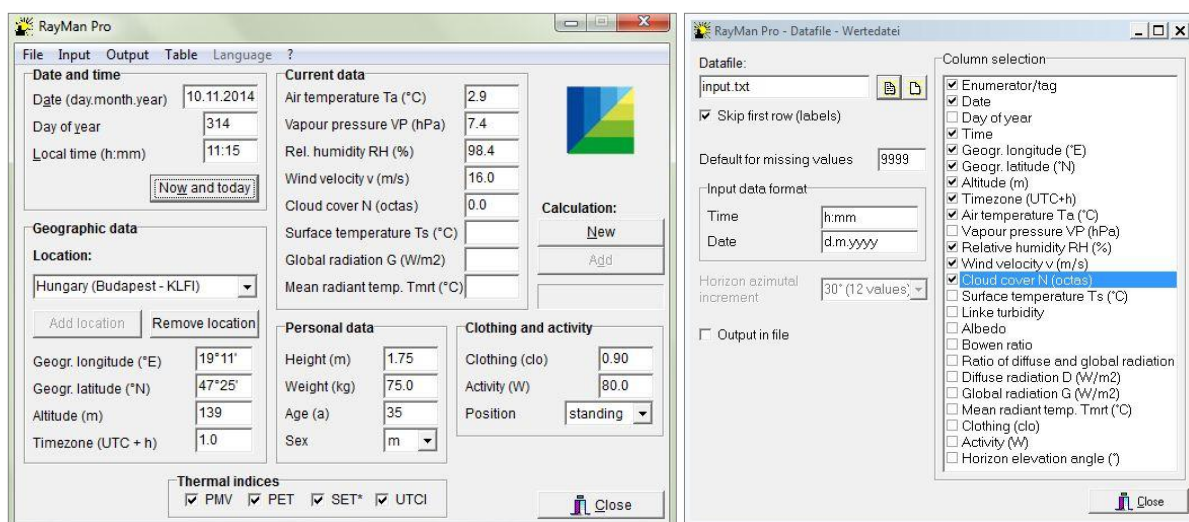 RayMan Pro
File Input Output Table Language ?
Date and time
Date (day.month.year) 10.11.2014
Day of year 314
Local time (h:mm) 11:15
Now and today
Geographic data
Location:
Hungary (Budapest - KLFI)
Add location Remove location
Geogr. longitude (°E) 19°11'
Geogr. latitude (°N) 47°25'
Altitude (m) 139
Timezone (UTC + h) 1.0
Current data
Air temperature Ta (°C) 2.9
Vapour pressure VP (hPa) 7.4
Rel. humidity RH (%) 98.4
Wind velocity v (m/s) 16.0
Cloud cover N (octas) 0.0
Surface temperature Ts (°C)
Global radiation G (W/m2)
Mean radiant temp. Tmrt (°C)
Calculation:
New
Add
Personal data
Height (m) 1.75
Weight (kg) 75.0
Age (a) 35
Sex m
Clothing and activity
Clothing (clo) 0.90
Activity (W) 80.0
Position standing
Thermal indices
PMV PET SET* UTCI
Close
RayMan Pro - Datafile - Wertedatei
Datafile:
input.txt
Skip first row (labels)
Default for missing values 9999
Input data format
Time h:mm
Date d.m.yyyy
Horizon azimutal
increment 30° (12 values)
Output in file
Column selection
Enumerator/tag
Date
Day of year
Time
Geogr. longitude (°E)
Geogr. latitude (°N)
Altitude (m)
Timezone (UTC+h)
Air temperature Ta (°C)
Vapour pressure VP (hPa)
Relative humidity RH (%)
Wind velocity v (m/s)
Cloud cover N (octas)
Surface temperature Ts (°C)
Linke turbidity
Albedo
Bowen ratio
Ratio of diffuse and global radiation
Diffuse radiation D (W/m2)
Global radiation G (W/m2)
Mean radiant temp. Tmrt (°C)
Clothing (clo)
Activity (W)
Horizon elevation angle (°)
Close